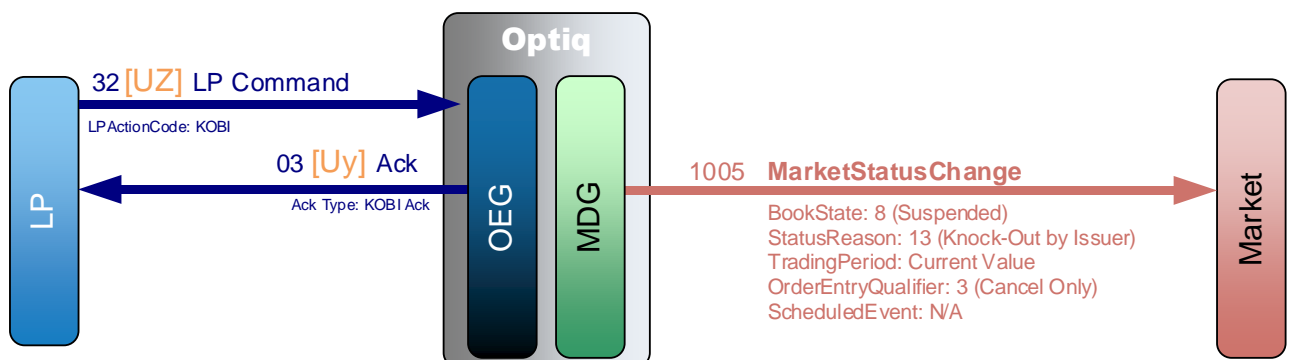 Optiq
32 [UZ] LP Command
LPActionCode: KOBI
03 [Uy] Ack
Ack Type: KOBI Ack
LP
OEG
MDG
1005 MarketStatusChange
BookState: 8 (Suspended)
StatusReason: 13 (Knock-Out by Issuer)
TradingPeriod: Current Value
OrderEntryQualifier: 3 (Cancel Only)
ScheduledEvent: N/A
Market